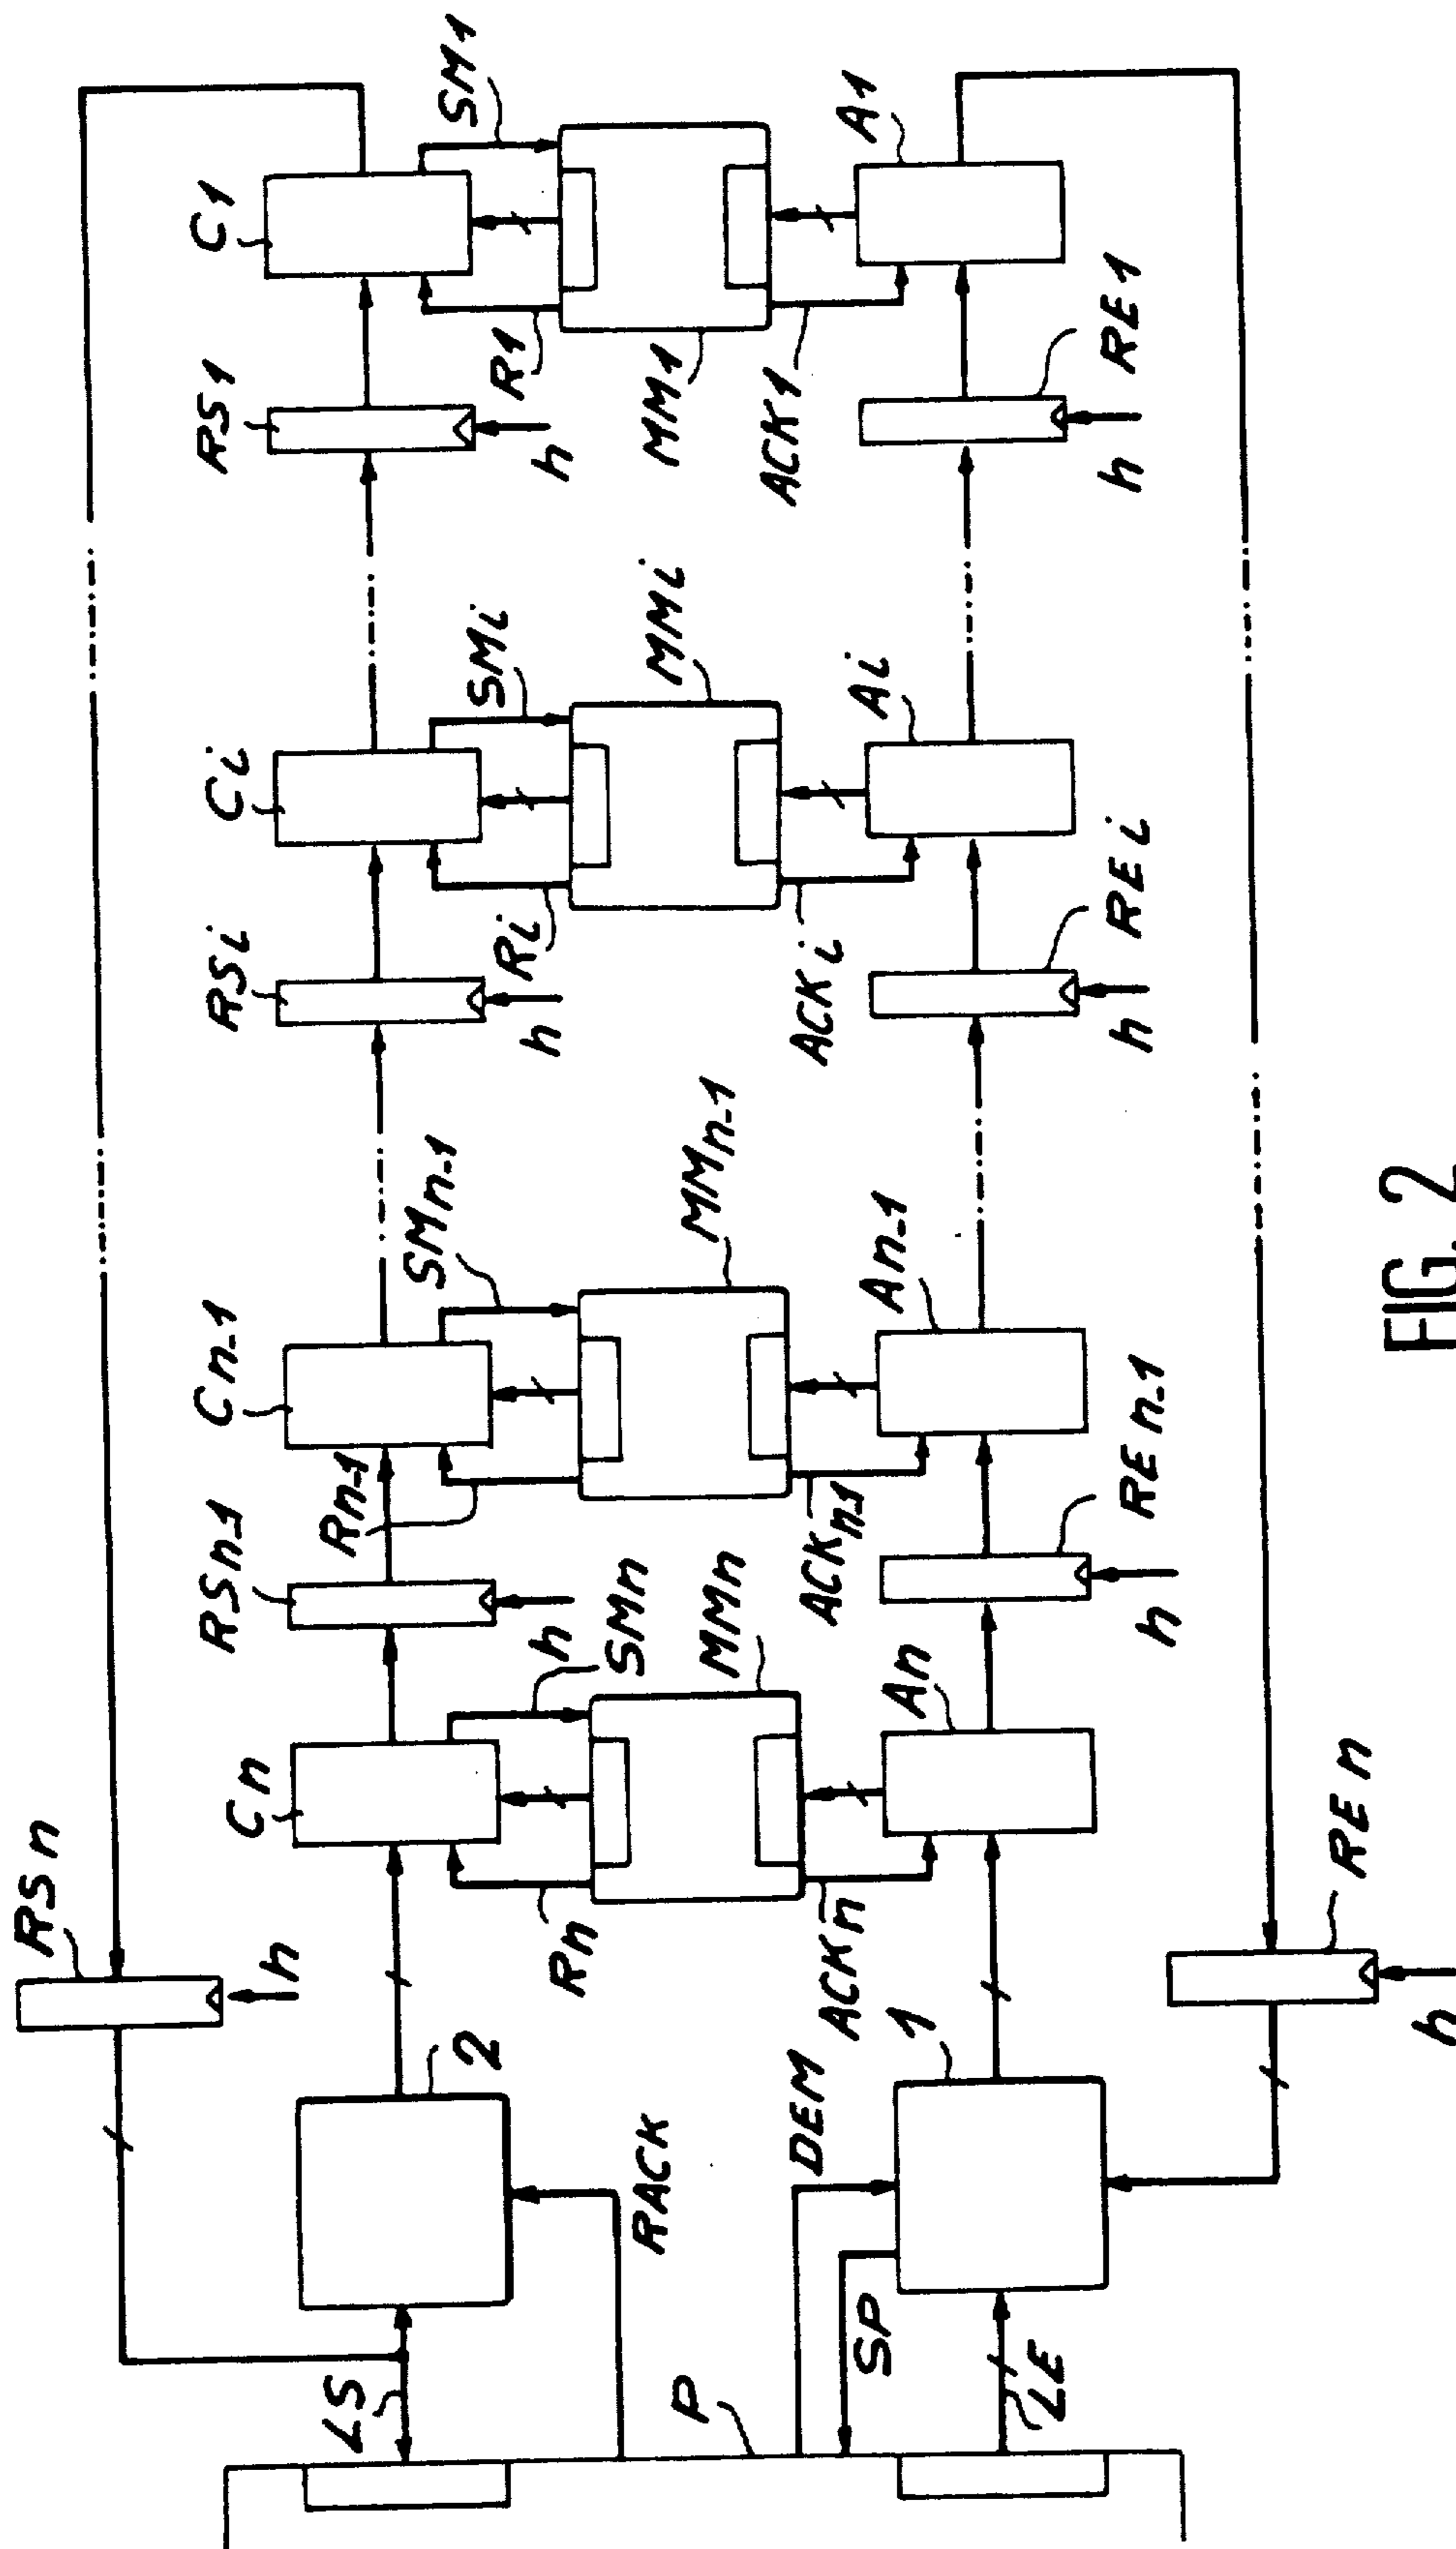 RSn
h
Cn
RSn-1
h
Cn-1
RSi
h
Ci
RS1
h
C1
LS
2
RACK
Rn
SMn
MMn
Rn-1
SMn-1
MMn-1
Ri
SMi
MMi
R1
SM1
MM1
P
DEM
SP
LE
1
ACKn
An
ACKn-1
An-1
ACKi
Ai
ACK1
A1
REn
h
REn-1
h
REi
h
RE1
h
FIG. 2